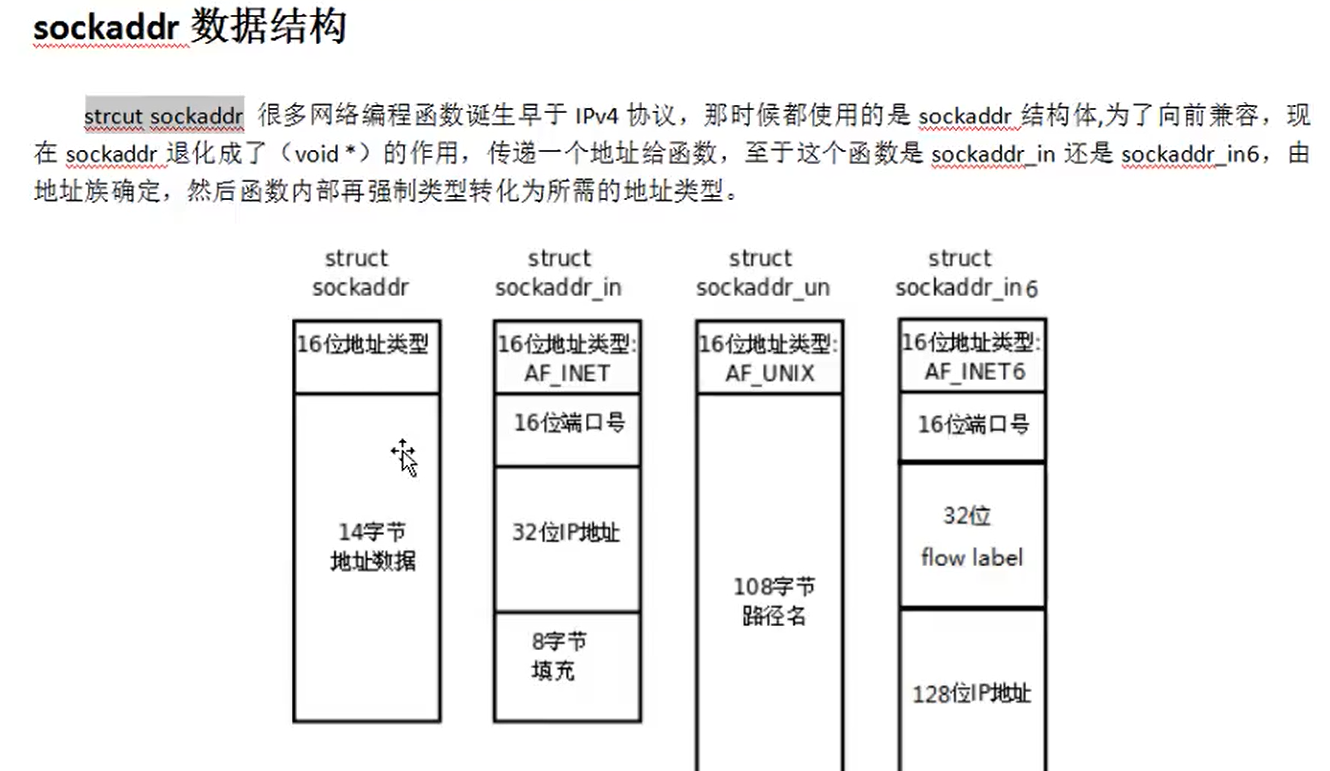 sockaddr 数据结构
strcut sockaddr 很多网络编程函数诞生早于 IPv4 协议，那时候都使用的是 sockaddr 结构体,为了向前兼容，现
在 sockaddr 退化成了（void *）的作用，传递一个地址给函数，至于这个函数是 sockaddr_in 还是 sockaddr_in6，由
地址族确定，然后函数内部再强制类型转化为所需的地址类型。
struct
sockaddr
16位地址类型
14字节
地址数据
struct
sockaddr_in
16位地址类型:
AF_INET
16位端口号
32位IP地址
8字节
填充
struct
sockaddr_un
16位地址类型:
AF_UNIX
108字节
路径名
struct
sockaddr_in6
16位地址类型:
AF_INET6
16位端口号
32位
flow label
128位IP地址